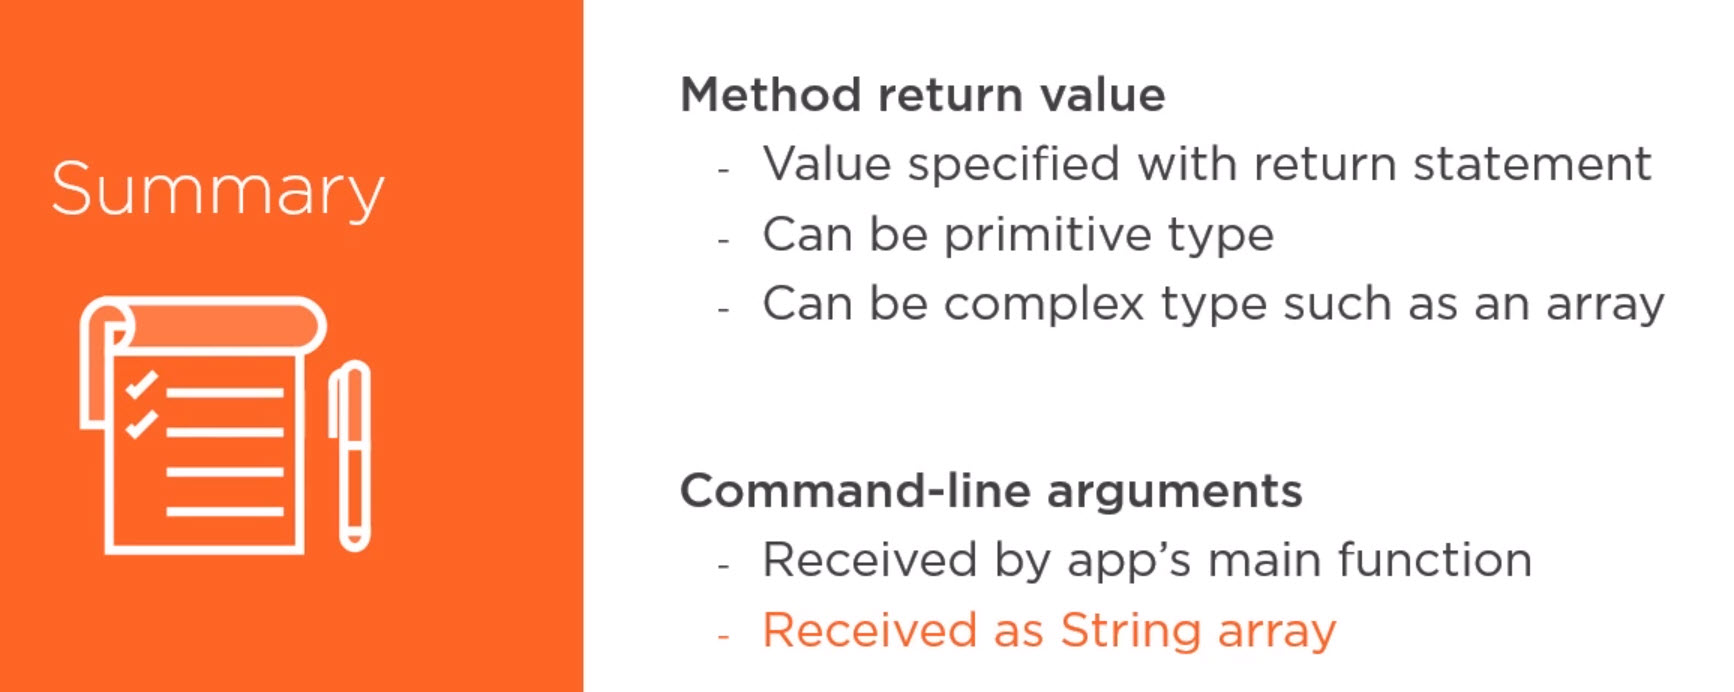 Summary
Method return value
- Value specified with return statement
- Can be primitive type
- Can be complex type such as an array
Command-line arguments
- Received by app’s main function
- Received as String array